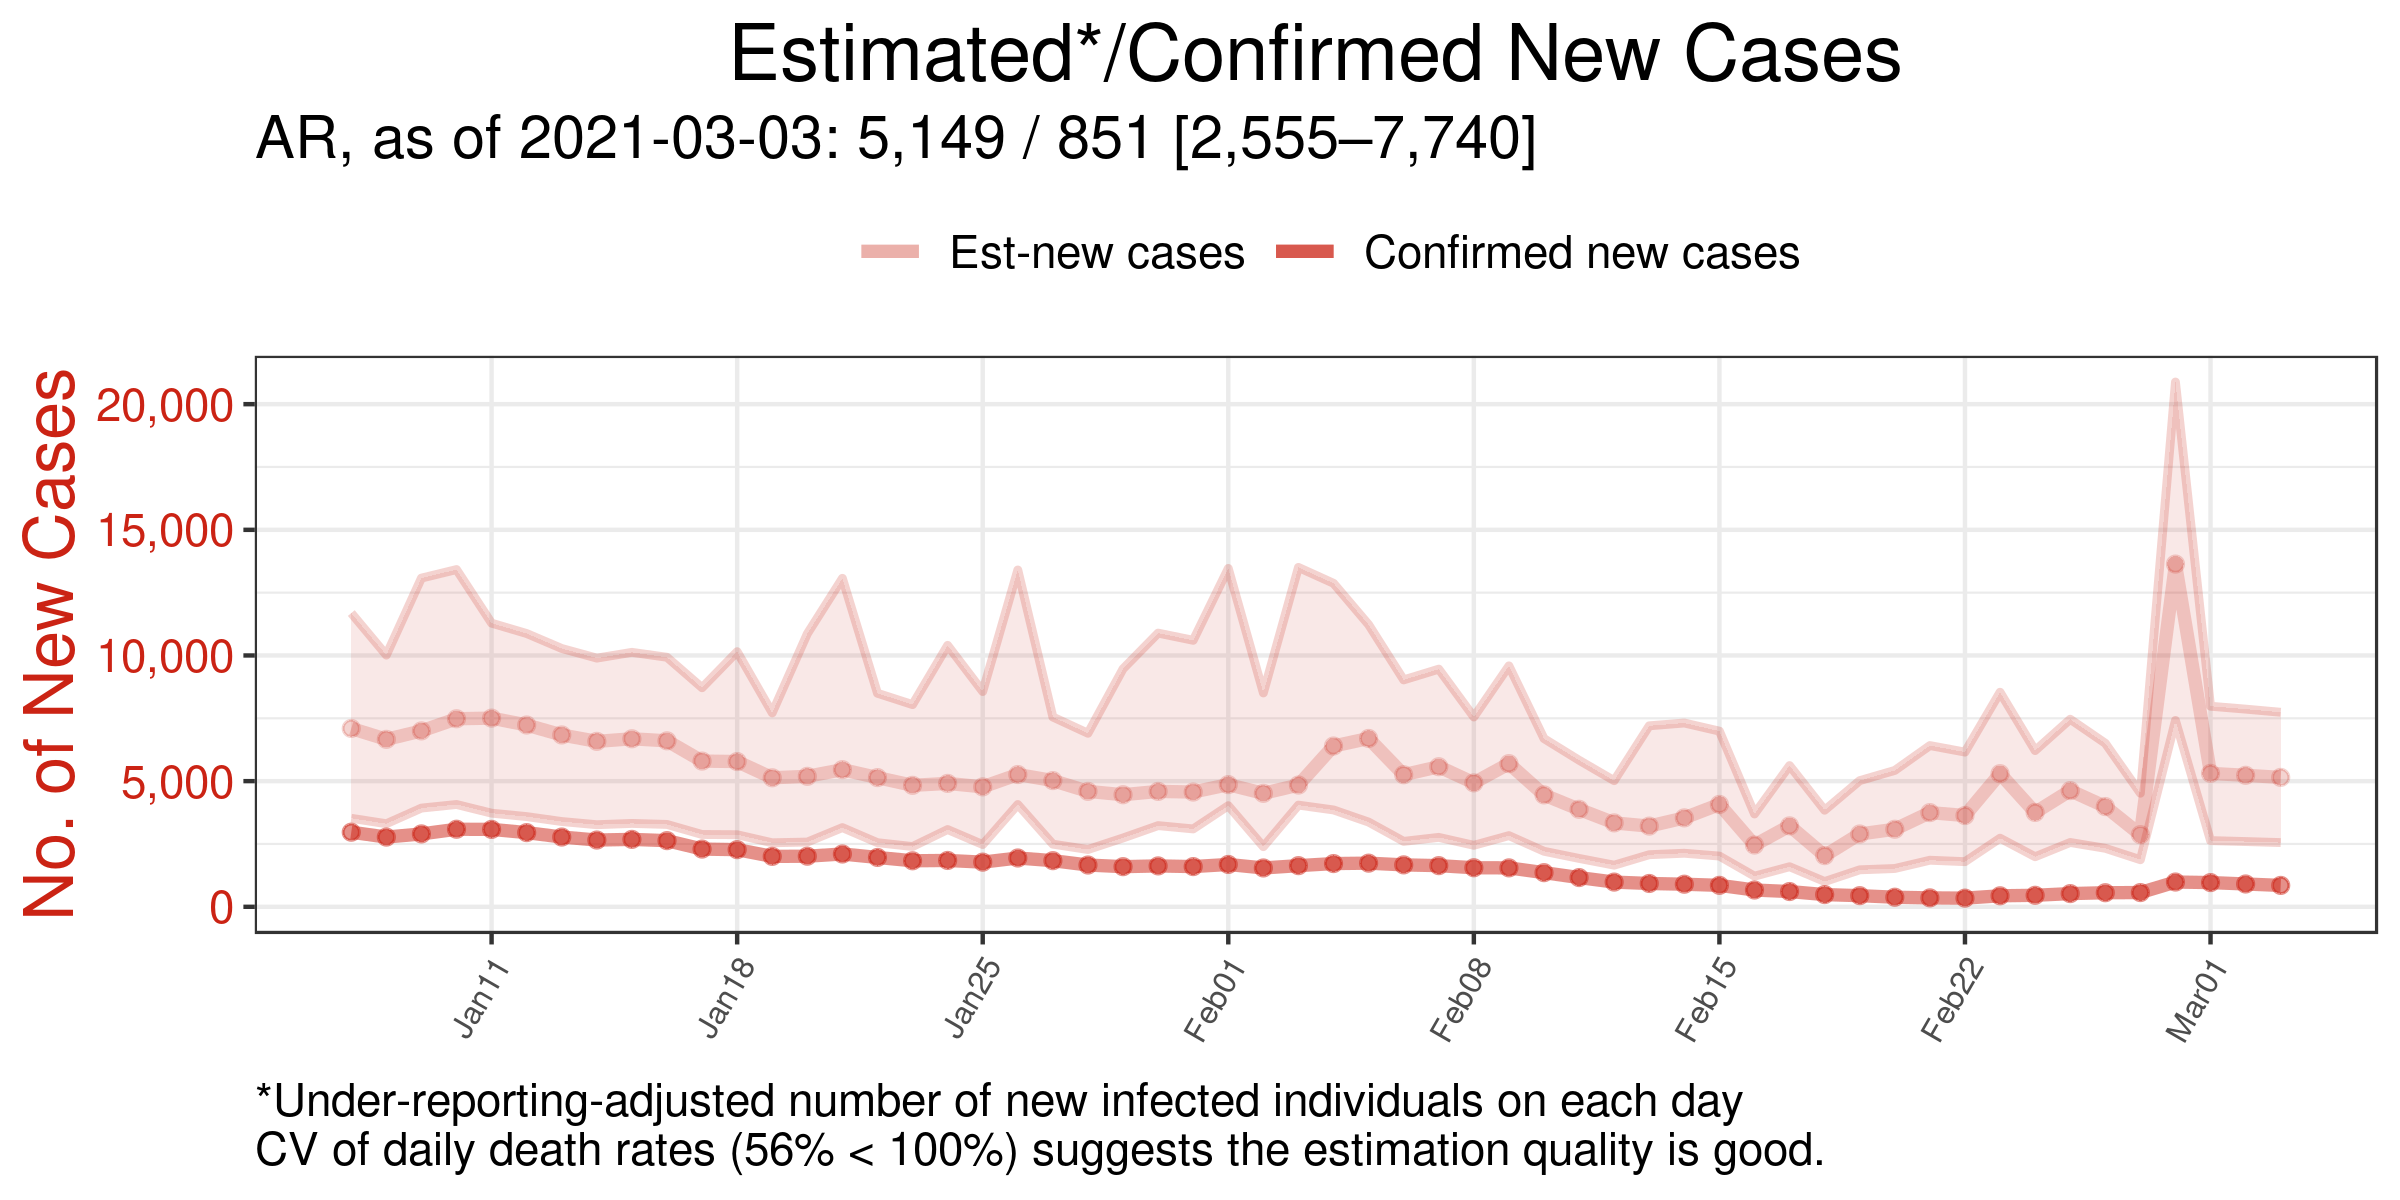 Estimated*/Confirmed New Cases
AR, as of 2021-03-03: 5,149 / 851 [2,555–7,740]
Est-new cases
Confirmed new cases
No. of New Cases
20,000
15,000
10,000
5,000
0
Jan11
Jan18
Jan25
Feb01
Feb08
Feb15
Feb22
Mar01
*Under-reporting-adjusted number of new infected individuals on each day
CV of daily death rates (56% < 100%) suggests the estimation quality is good.